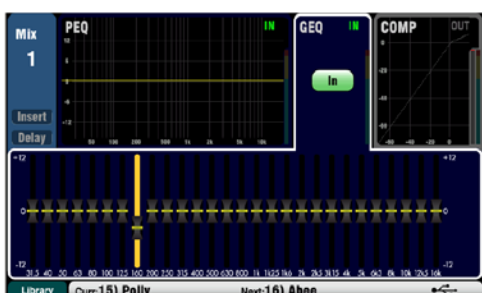 Mix
1
Insert
Delay
PEQ IN
GEQ IN
In
COMP OUT
+12 +12
0 0
-12 -12
31.5 40 50 63 80 100 125 160 200 250 315 400 500 630 800 1k 1k25 1k6 2k 2k5 3k15 4k 5k 6k3 8k 10k 12k5 16k
Library Curr:15) Polly Next:16) Aboo